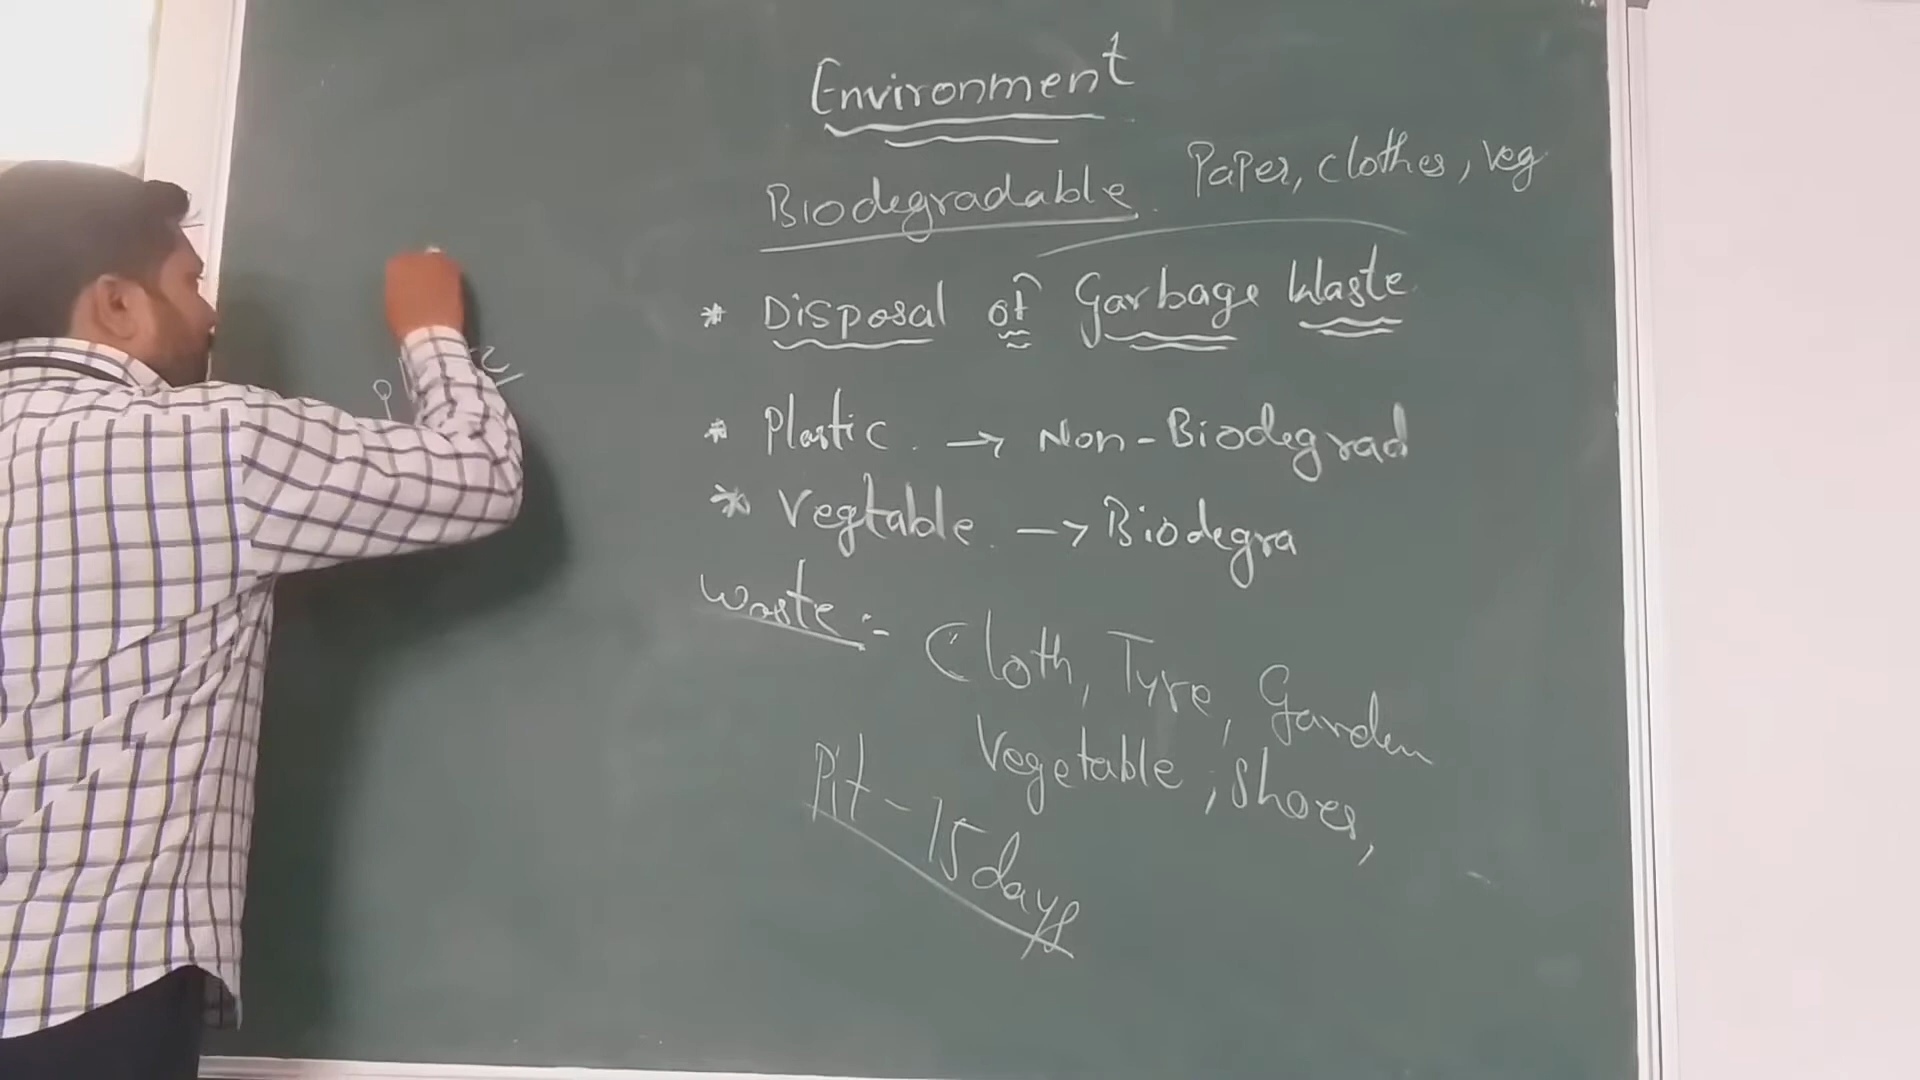 Environment
Biodegradable. Paper, clothes, veg
* Disposal of Garbage Waste
* Plastic. → Non-Biodegrad
* Vegtable. → Biodegra
Waste :- Cloth, Tyre, Garden
Vegetable, Shoes,
Pit - 15 days